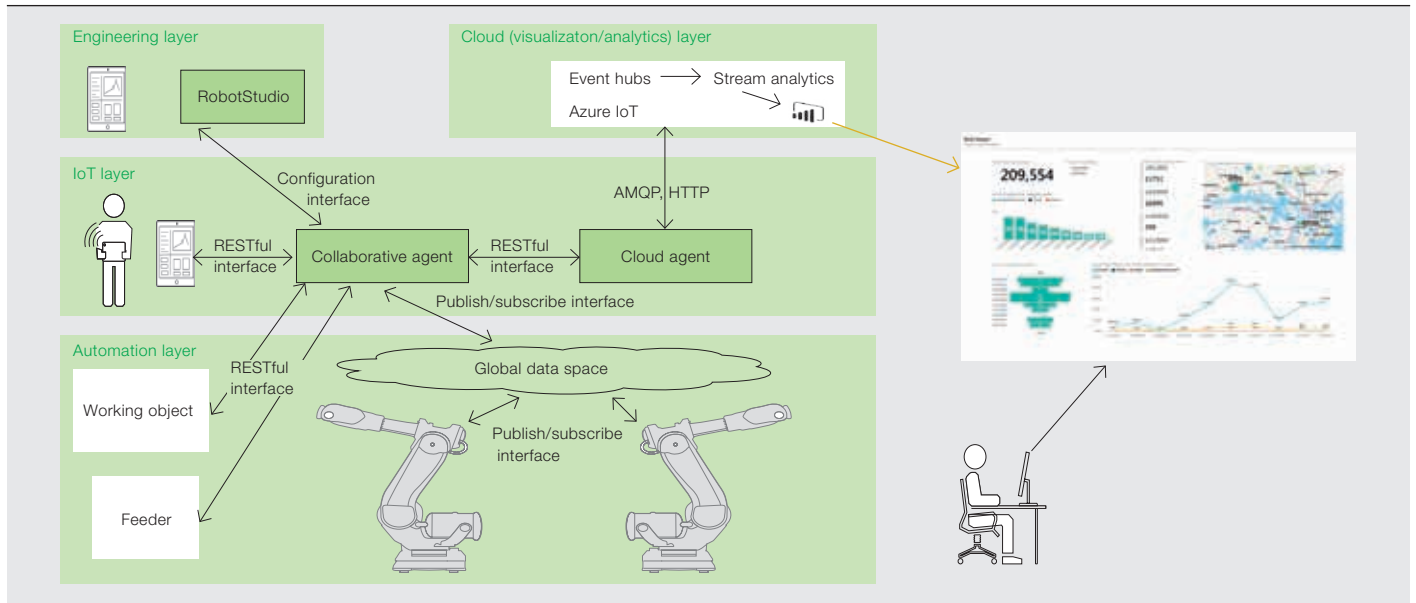 Engineering layer
RobotStudio
Cloud (visualizaton/analytics) layer
Event hubs
Stream analytics
Azure IoT
IoT layer
Configuration
interface
AMQP, HTTP
RESTful
interface
Collaborative agent
RESTful
interface
Cloud agent
Publish/subscribe interface
Automation layer
RESTful
interface
Working object
Feeder
Global data space
Publish/subscribe
interface
209,554